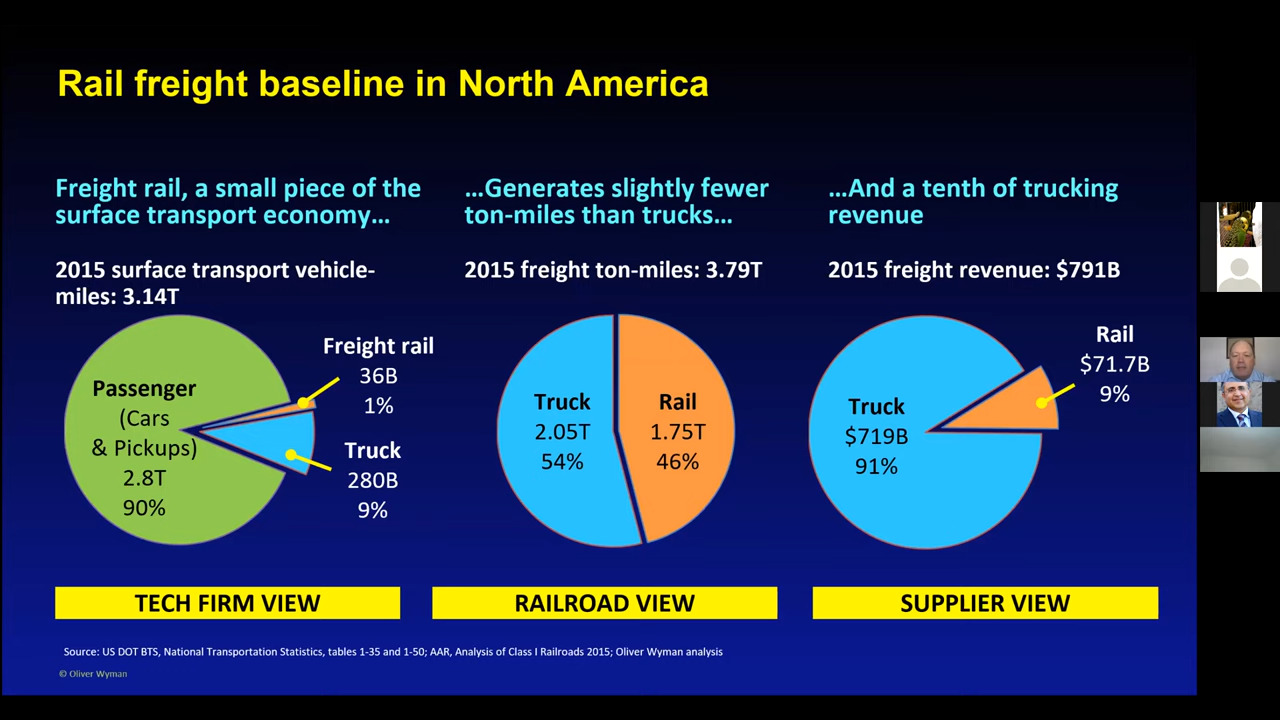 Rail freight baseline in North America
Freight rail, a small piece of the
surface transport economy…
2015 surface transport vehicle-
miles: 3.14T
Passenger
(Cars
& Pickups)
2.8T
90%
Freight rail
36B
1%
Truck
280B
9%
TECH FIRM VIEW
…Generates slightly fewer
ton-miles than trucks…
2015 freight ton-miles: 3.79T
Truck
2.05T
54%
Rail
1.75T
46%
RAILROAD VIEW
…And a tenth of trucking
revenue
2015 freight revenue: $791B
Truck
$719B
91%
Rail
$71.7B
9%
SUPPLIER VIEW
Source: US DOT BTS, National Transportation Statistics, tables 1-35 and 1-50; AAR, Analysis of Class I Railroads 2015; Oliver Wyman analysis
© Oliver Wyman